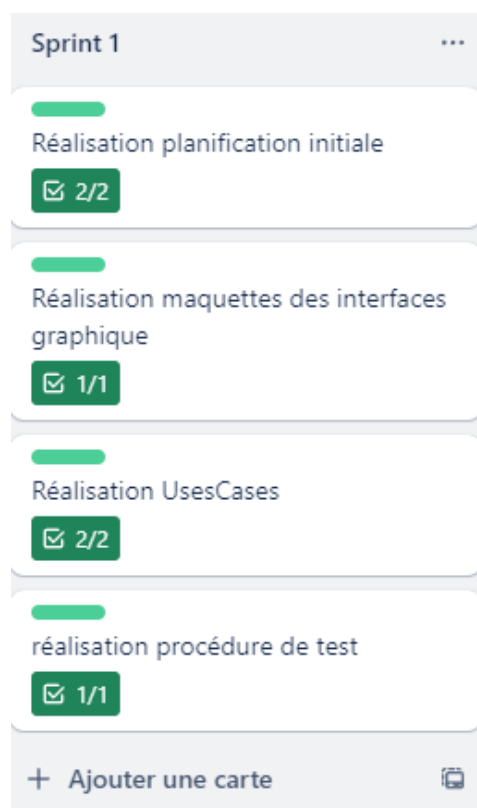 Sprint 1
Réalisation planification initiale
2/2
Réalisation maquettes des interfaces
graphique
1/1
Réalisation UsesCases
2/2
réalisation procédure de test
1/1
+ Ajouter une carte